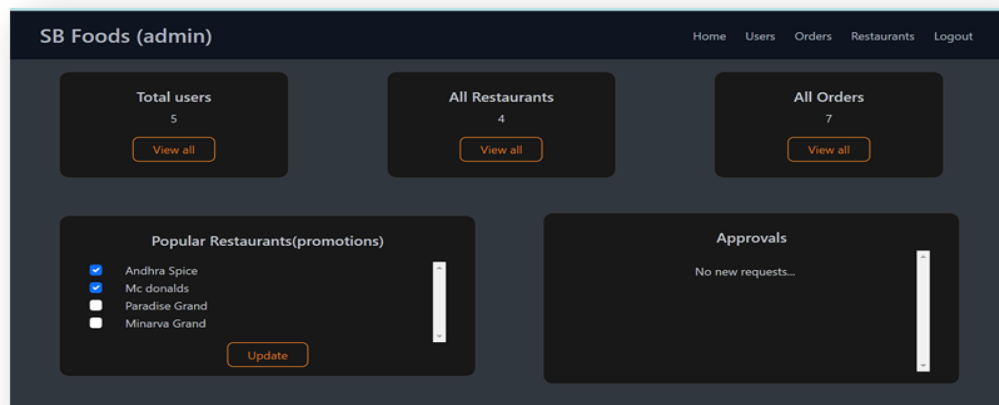 SB Foods (admin)
Home Users Orders Restaurants Logout
Total users
5
View all
All Restaurants
4
View all
All Orders
7
View all
Popular Restaurants(promotions)
Andhra Spice
Mc donalds
Paradise Grand
Minarva Grand
Update
Approvals
No new requests...